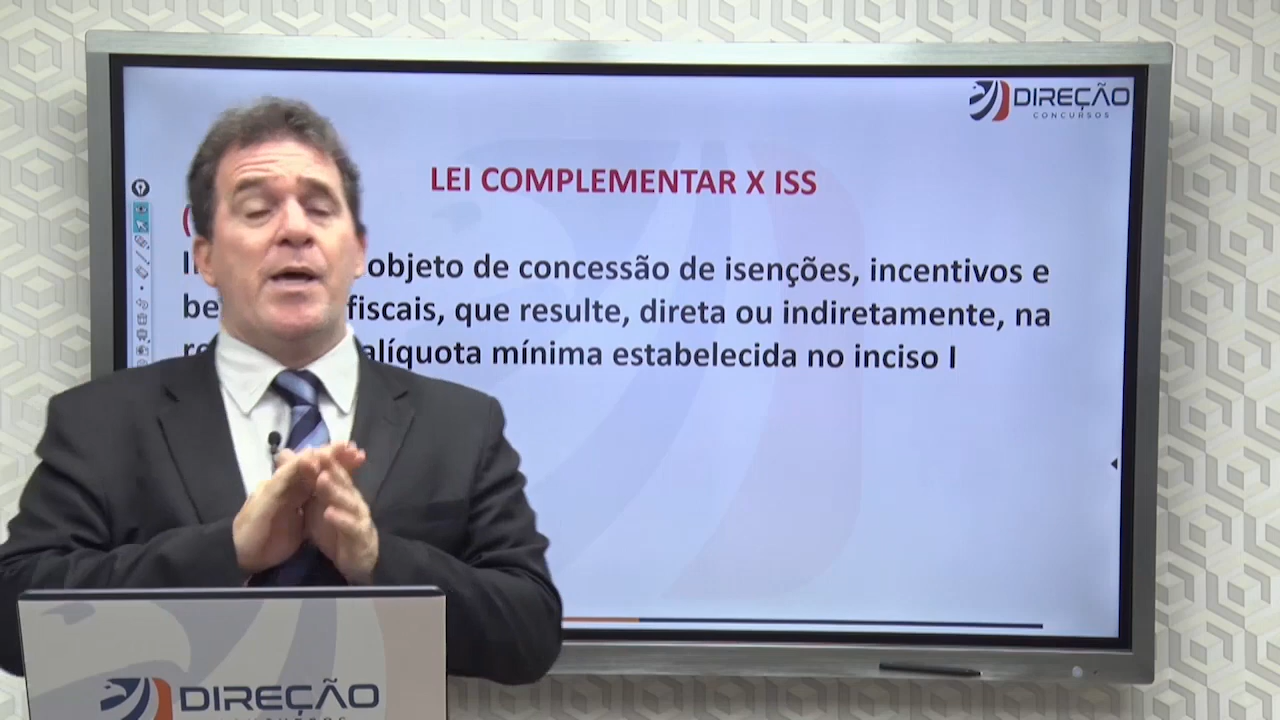 DIREÇÃO
CONCURSOS
LEI COMPLEMENTAR X ISS
(
objeto de concessão de isenções, incentivos e
fiscais, que resulte, direta ou indiretamente, na
alíquota mínima estabelecida no inciso I
DIREÇÃO
CONCURSOS